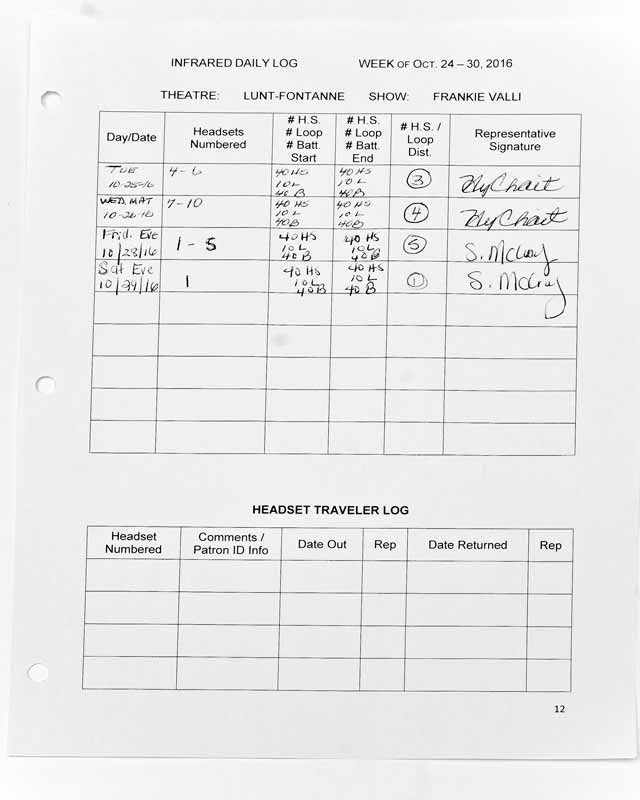 INFRARED DAILY LOG WEEK OF OCT. 24 – 30, 2016
THEATRE: LUNT-FONTANNE SHOW: FRANKIE VALLI
Day/Date Headsets Numbered # H.S. # Loop # Batt. Start # H.S. # Loop # Batt. End # H.S. / Loop Dist. Representative Signature
TUE 10-25-16 4-6 40 HS 10 L 40 B 40 HS 10 L 40 B 3
WED. MAT 10-26-16 7-10 40 HS 10 L 40 B 40 HS 10 L 40 B 4
Frid. Eve 10/28/16 1-5 40 HS 10 L 40 B 40 HS 10 L 40 B 5 S. McCray
Sat Eve 10/29/16 1 40 HS 10 L 40 B 40 HS 10 L 40 B 1 S. McCray
HEADSET TRAVELER LOG
Headset Numbered Comments / Patron ID Info Date Out Rep Date Returned Rep
12